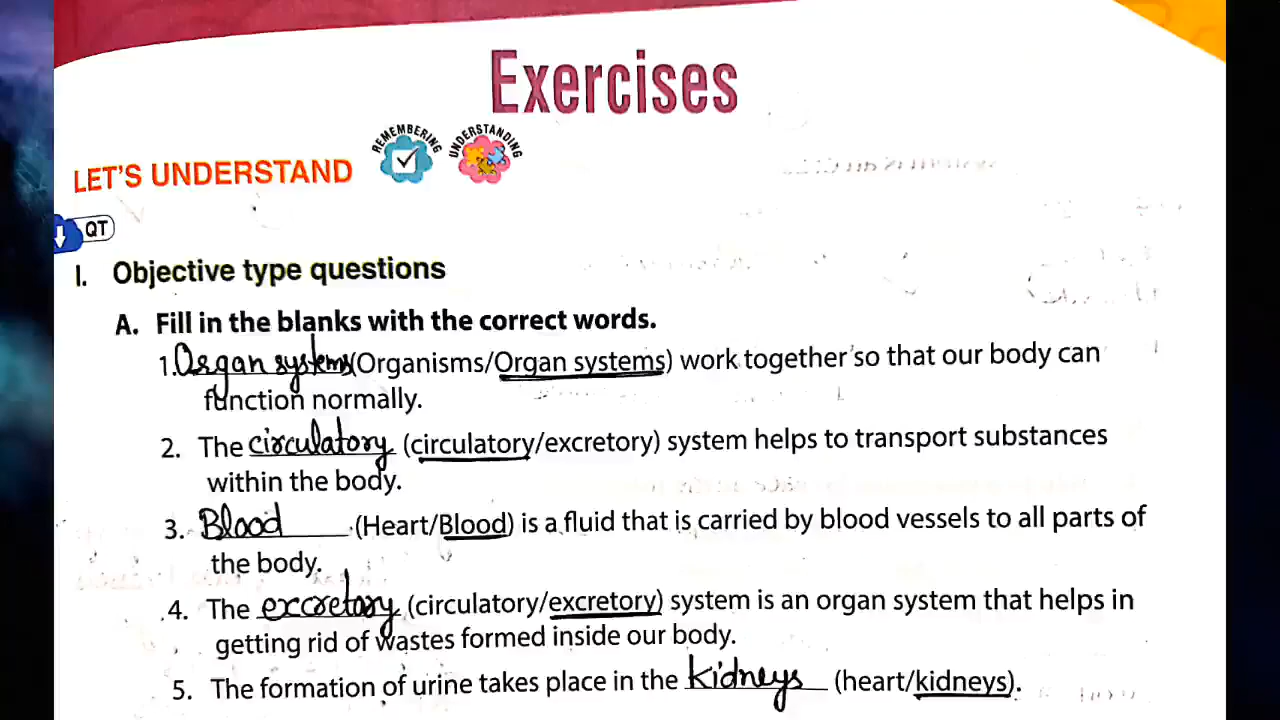 Exercises
LET'S UNDERSTAND
REMEMBERING
UNDERSTANDING
QT
I. Objective type questions
A. Fill in the blanks with the correct words.
1. Organ systems (Organisms/Organ systems) work together so that our body can
function normally.
2. The circulatory (circulatory/excretory) system helps to transport substances
within the body.
3. Blood (Heart/Blood) is a fluid that is carried by blood vessels to all parts of
the body.
4. The excretory (circulatory/excretory) system is an organ system that helps in
getting rid of wastes formed inside our body.
5. The formation of urine takes place in the kidneys (heart/kidneys).